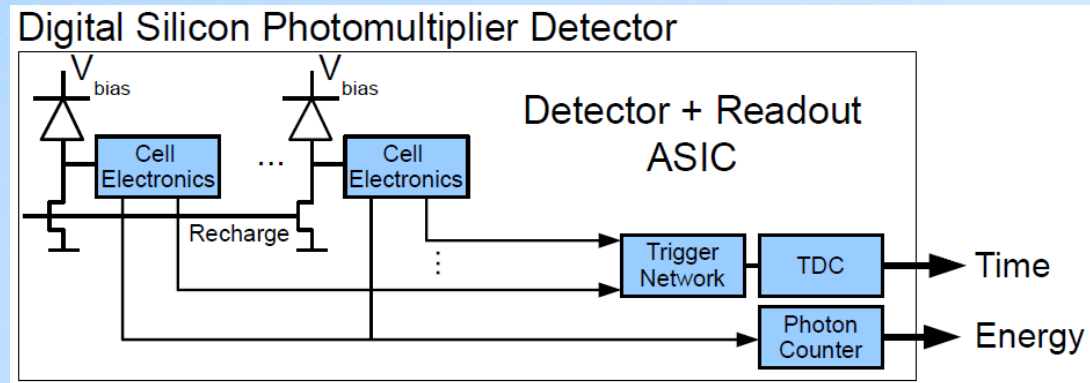 Digital Silicon Photomultiplier Detector
V bias
V bias
Detector + Readout
ASIC
Cell
Electronics
...
Cell
Electronics
Recharge
⋮
Trigger
Network
TDC
Time
Photon
Counter
Energy